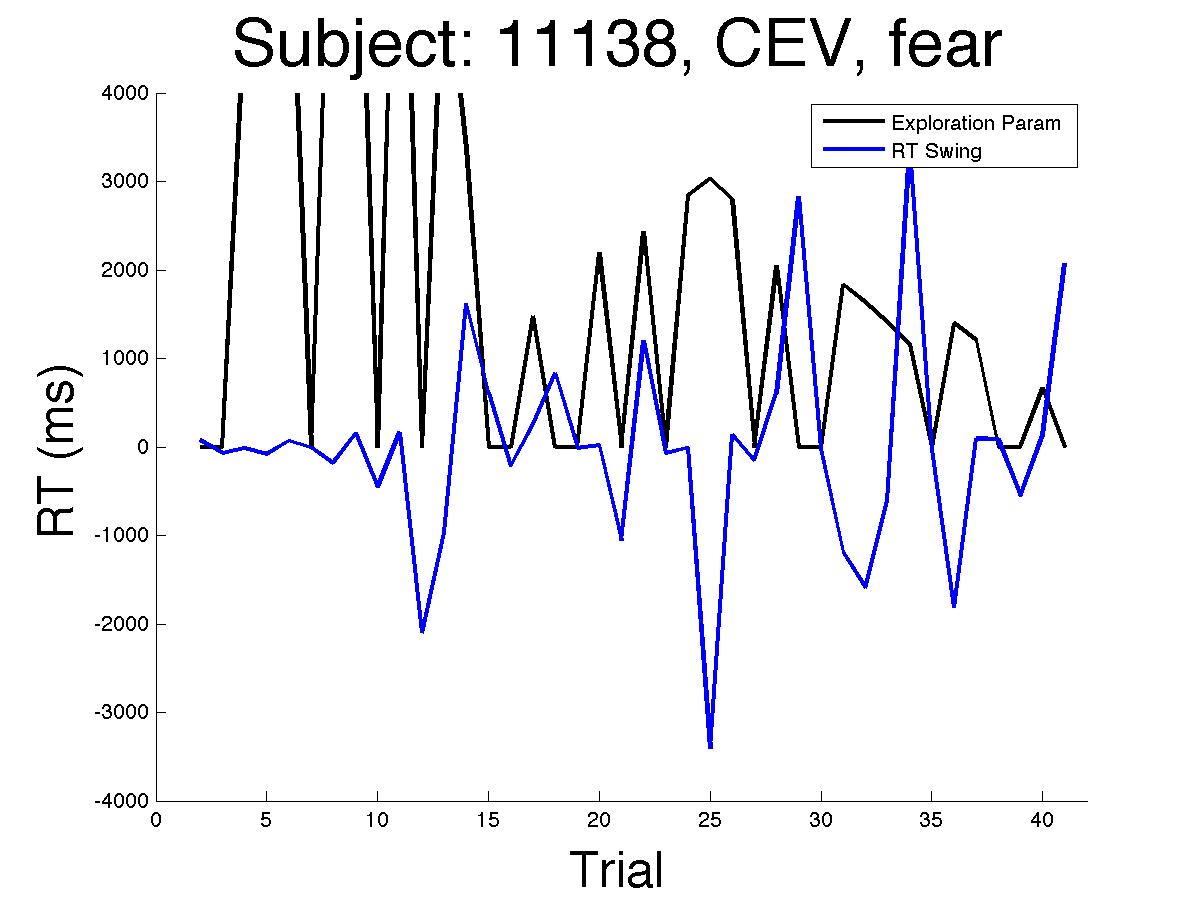 Subject: 11138, CEV, fear
4000
3000
2000
1000
0
-1000
-2000
-3000
-4000
RT (ms)
Exploration Param
RT Swing
0 5 10 15 20 25 30 35 40
Trial